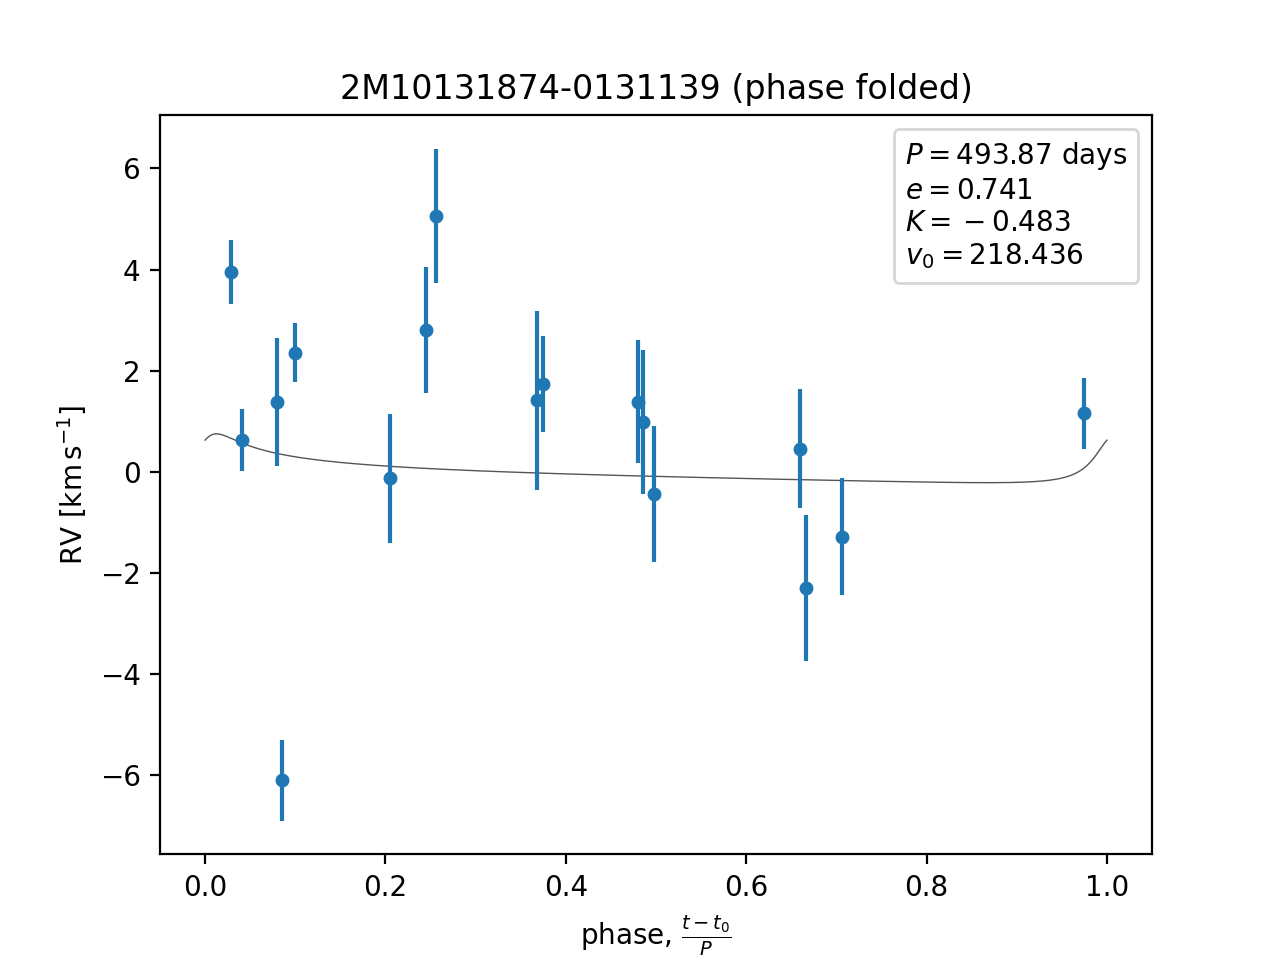 2M10131874-0131139 (phase folded)
P = 493.87 days
e = 0.741
K = −0.483
v₀ = 218.436
RV [km s⁻¹]
6
4
2
0
−2
−4
−6
0.0 0.2 0.4 0.6 0.8 1.0
phase, (t − t₀)/P